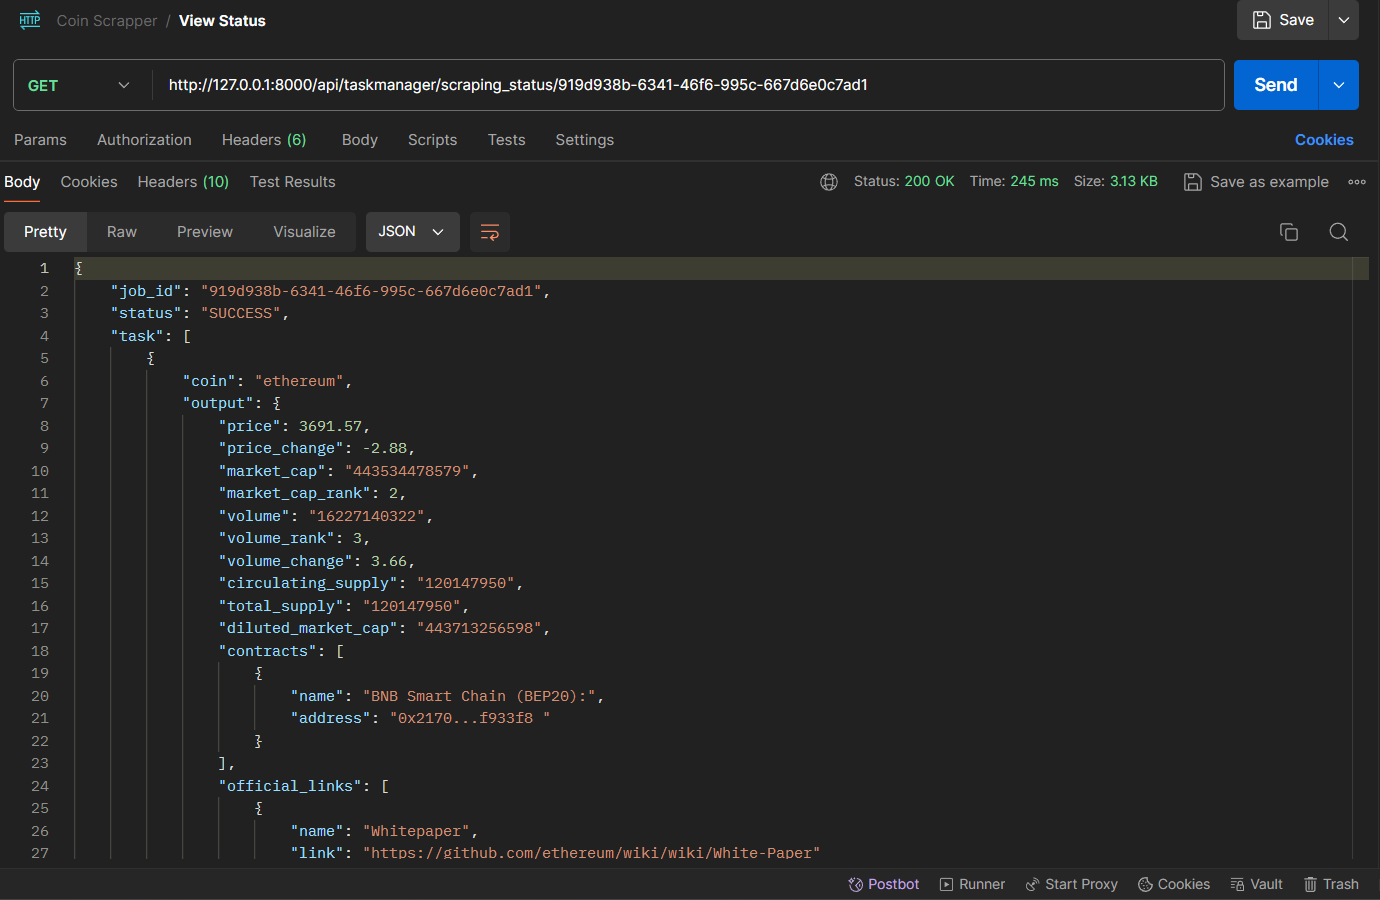 HTTP Coin Scrapper / View Status Save
GET http://127.0.0.1:8000/api/taskmanager/scraping_status/919d938b-6341-46f6-995c-667d6e0c7ad1 Send
Params Authorization Headers (6) Body Scripts Tests Settings Cookies
Body Cookies Headers (10) Test Results Status: 200 OK Time: 245 ms Size: 3.13 KB Save as example
Pretty Raw Preview Visualize JSON
1 {
2 "job_id": "919d938b-6341-46f6-995c-667d6e0c7ad1",
3 "status": "SUCCESS",
4 "task": [
5 {
6 "coin": "ethereum",
7 "output": {
8 "price": 3691.57,
9 "price_change": -2.88,
10 "market_cap": "443534478579",
11 "market_cap_rank": 2,
12 "volume": "16227140322",
13 "volume_rank": 3,
14 "volume_change": 3.66,
15 "circulating_supply": "120147950",
16 "total_supply": "120147950",
17 "diluted_market_cap": "443713256598",
18 "contracts": [
19 {
20 "name": "BNB Smart Chain (BEP20):",
21 "address": "0x2170...f933f8 "
22 }
23 ],
24 "official_links": [
25 {
26 "name": "Whitepaper",
27 "link": "https://github.com/ethereum/wiki/wiki/White-Paper"
Postbot Runner Start Proxy Cookies Vault Trash